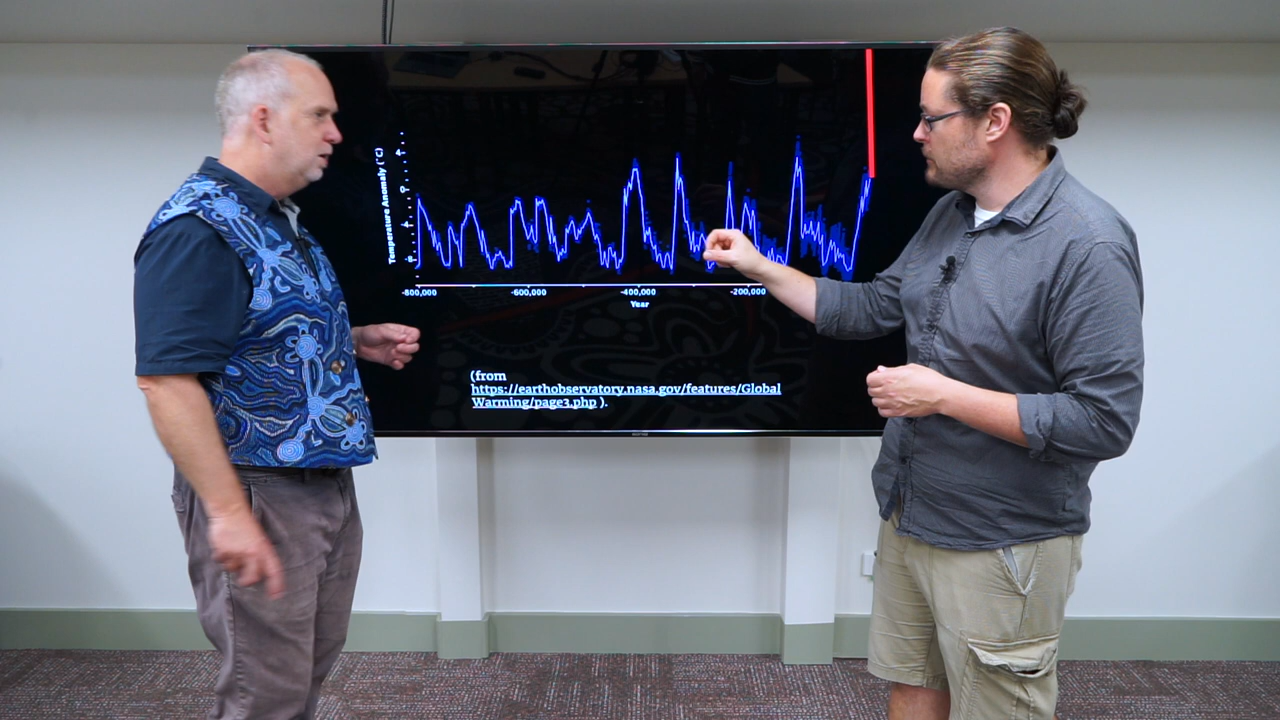 Temperature Anomaly (°C)
-800,000
-600,000
-400,000
-200,000
Year
(from
https://earthobservatory.nasa.gov/features/Global
Warming/page3.php ).